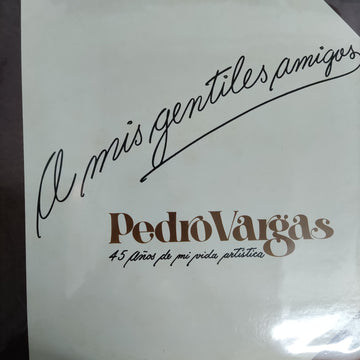 A mis gentiles amigos
Pedro Vargas
45 Años de mi vida artística